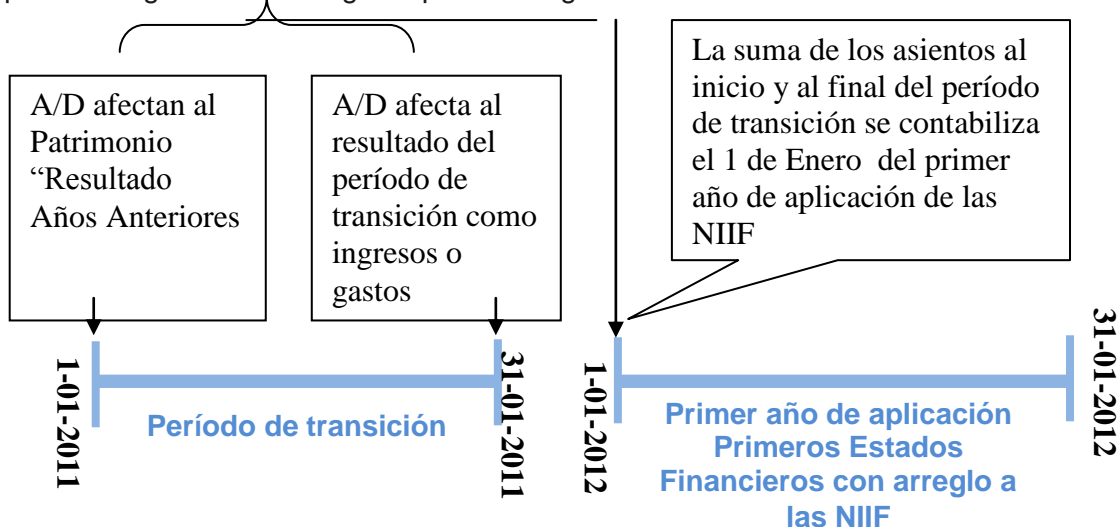 A/D afectan al
Patrimonio
“Resultado
Años Anteriores
A/D afecta al
resultado del
período de
transición como
ingresos o
gastos
La suma de los asientos al
inicio y al final del período
de transición se contabiliza
el 1 de Enero del primer
año de aplicación de las
NIIF
1-01-2011
31-01-2011
1-01-2012
31-01-2012
Período de transición
Primer año de aplicación
Primeros Estados
Financieros con arreglo a
las NIIF